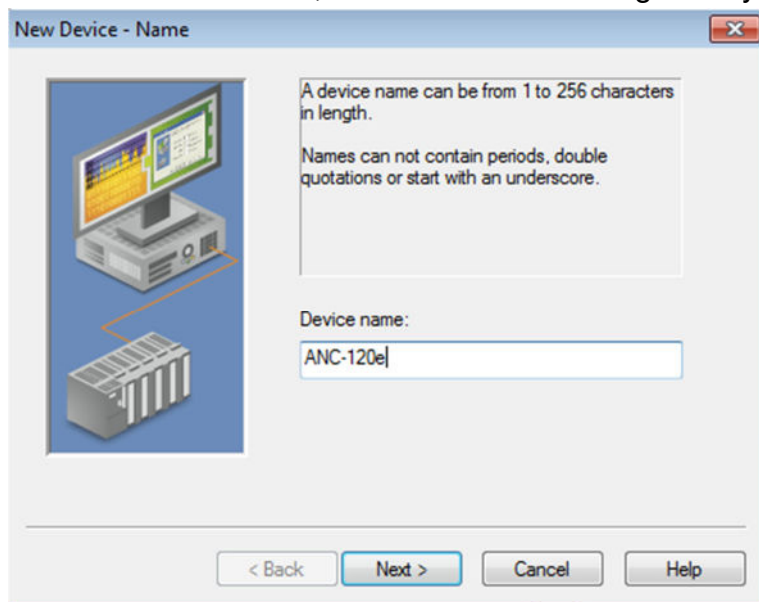 New Device - Name
A device name can be from 1 to 256 characters
in length.
Names can not contain periods, double
quotations or start with an underscore.
Device name:
ANC-120e
< Back
Next >
Cancel
Help